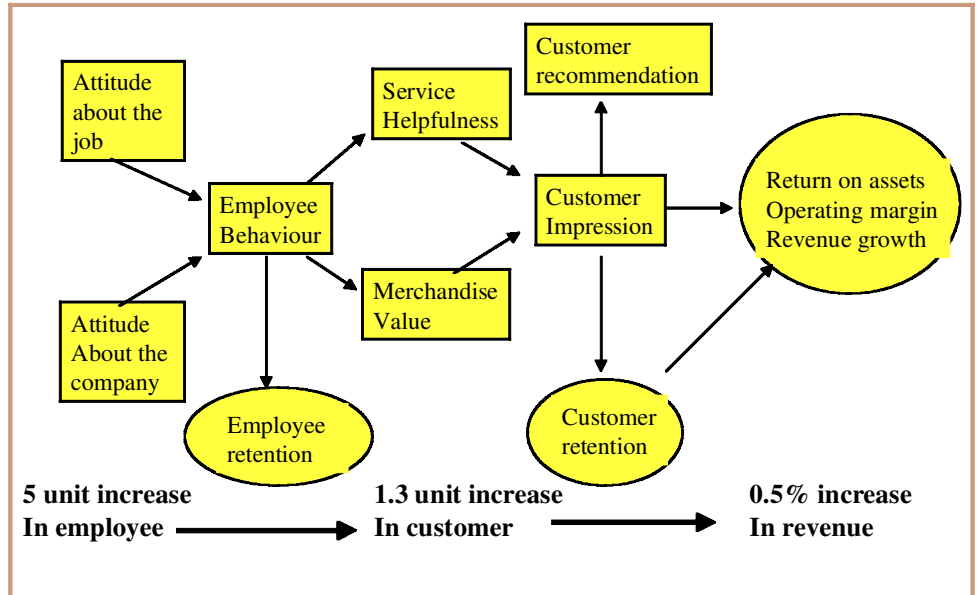 Attitude
about the
job
Attitude
About the
company
Employee
Behaviour
Employee
retention
Service
Helpfulness
Merchandise
Value
Customer
recommendation
Customer
Impression
Customer
retention
Return on assets
Operating margin
Revenue growth
5 unit increase
In employee
1.3 unit increase
In customer
0.5% increase
In revenue